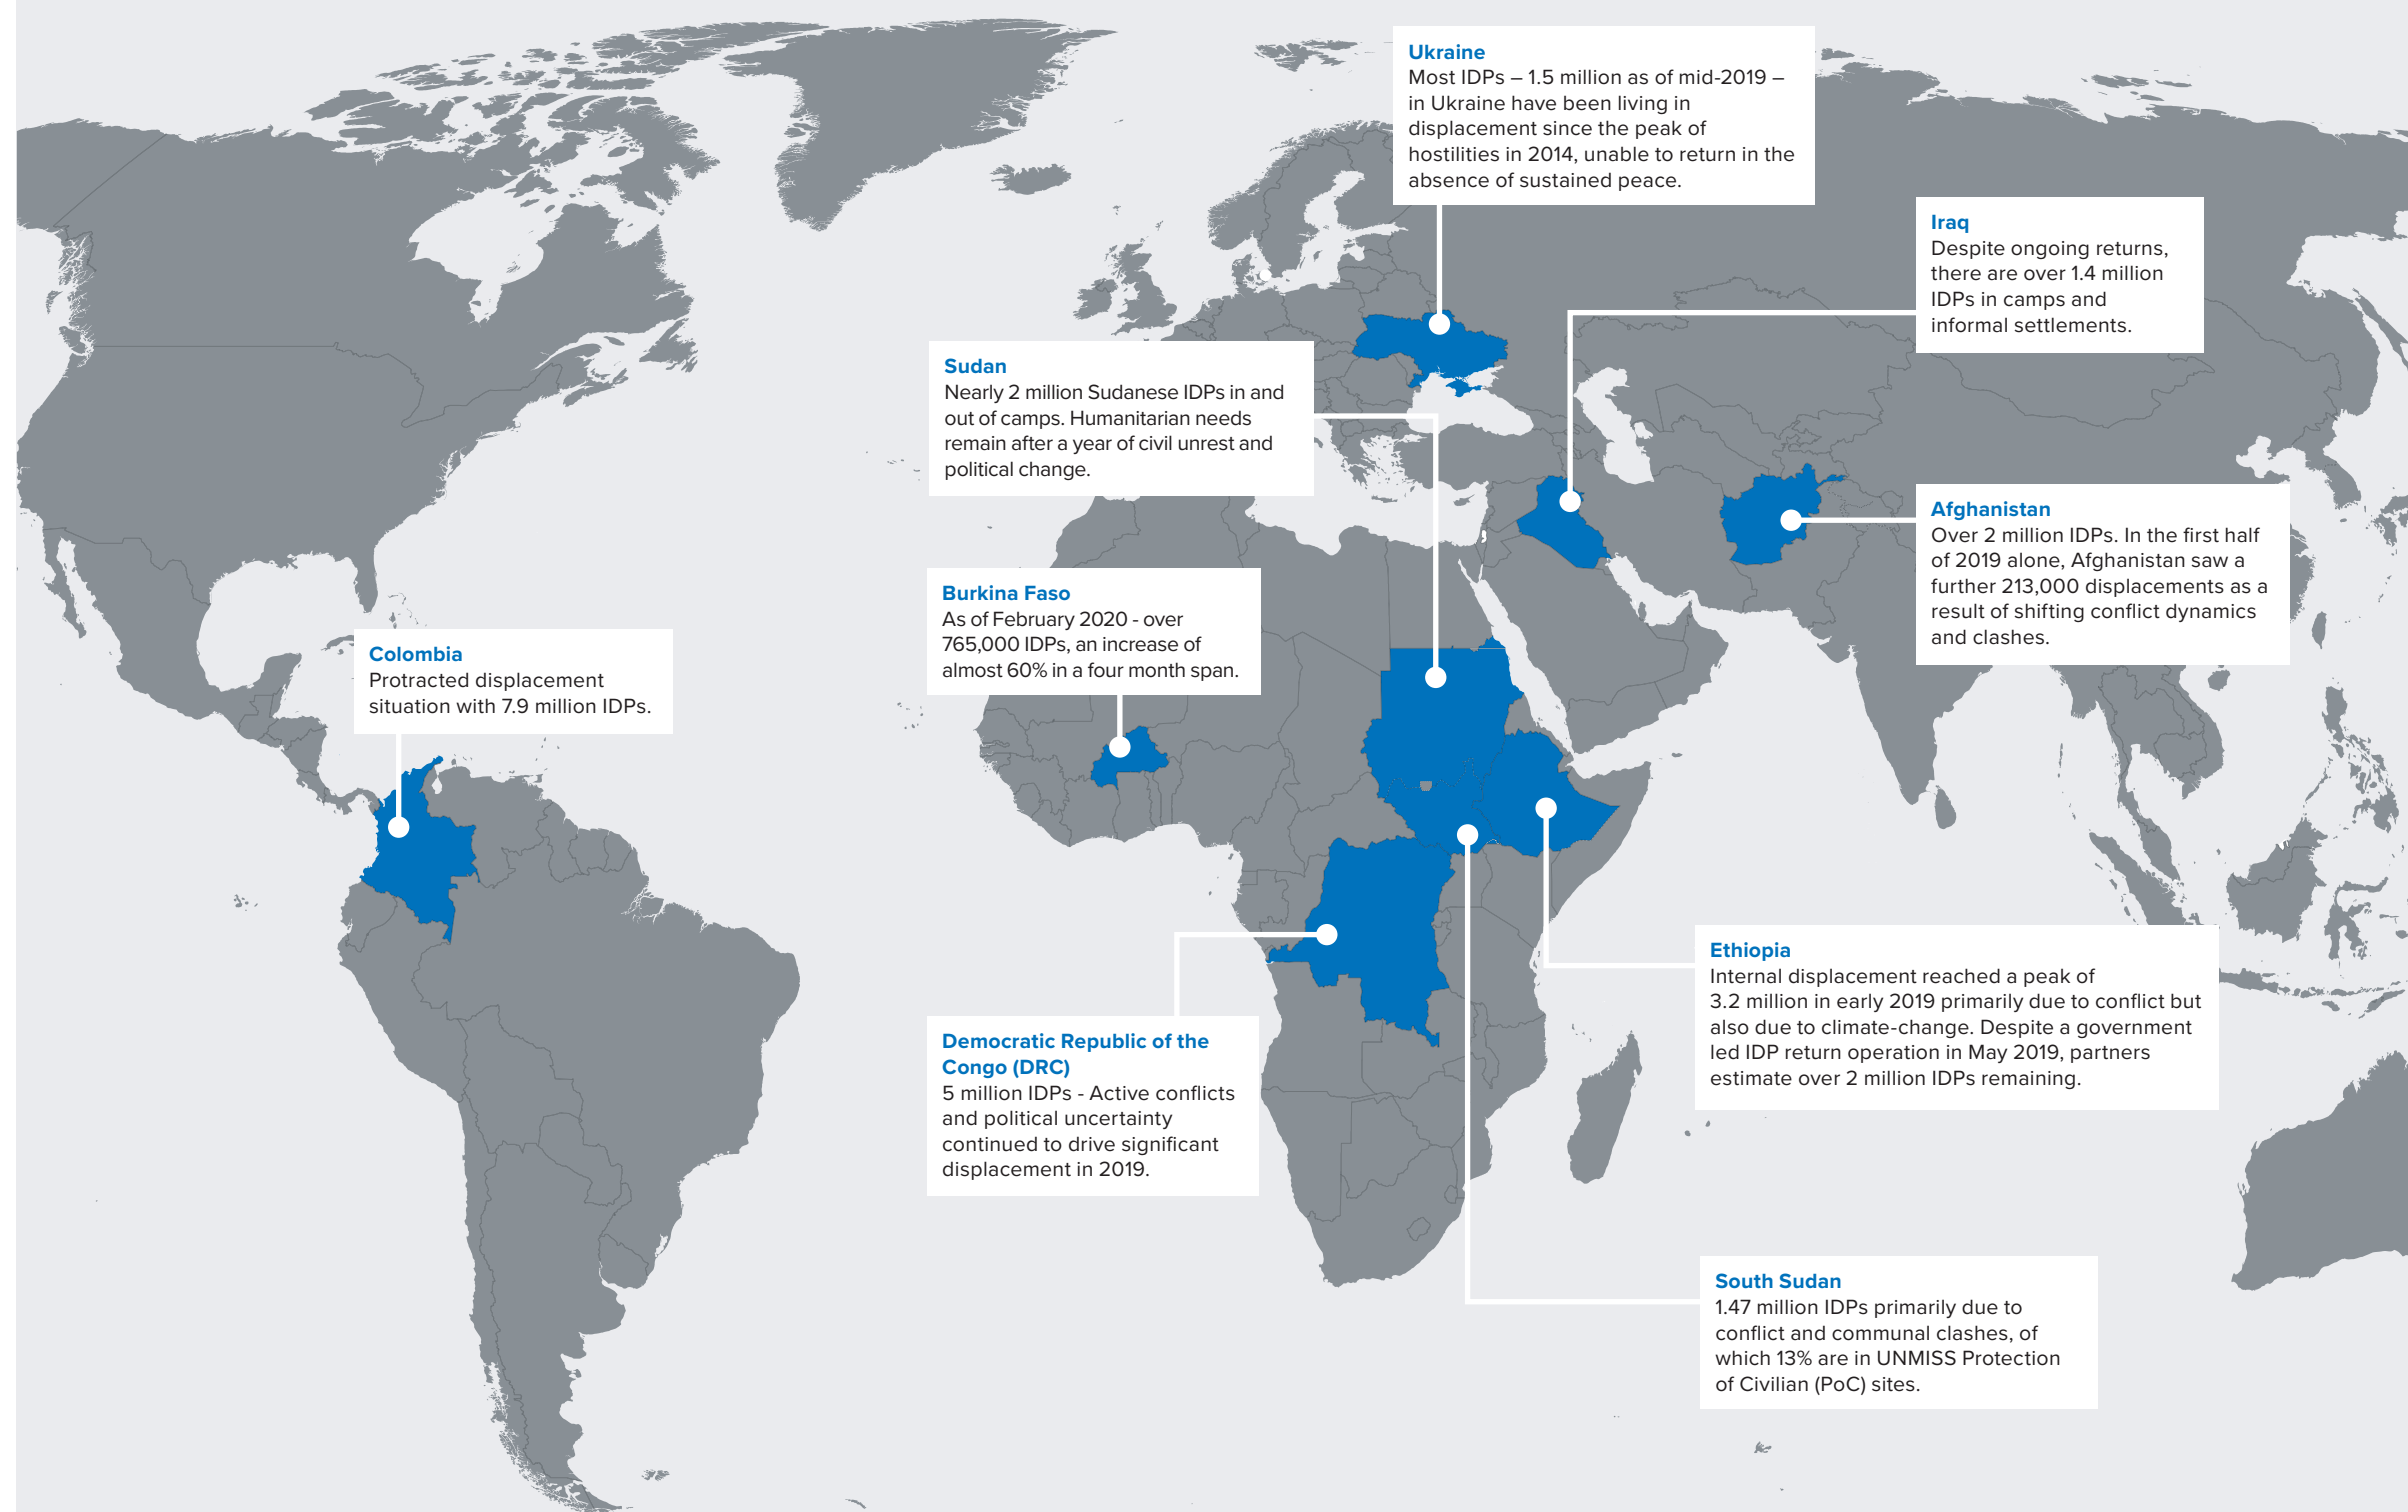 Ukraine
Most IDPs – 1.5 million as of mid-2019 –
in Ukraine have been living in
displacement since the peak of
hostilities in 2014, unable to return in the
absence of sustained peace.
Iraq
Despite ongoing returns,
there are over 1.4 million
IDPs in camps and
informal settlements.
Sudan
Nearly 2 million Sudanese IDPs in and
out of camps. Humanitarian needs
remain after a year of civil unrest and
political change.
Afghanistan
Over 2 million IDPs. In the first half
of 2019 alone, Afghanistan saw a
further 213,000 displacements as a
result of shifting conflict dynamics
and clashes.
Burkina Faso
As of February 2020 - over
765,000 IDPs, an increase of
almost 60% in a four month span.
Colombia
Protracted displacement
situation with 7.9 million IDPs.
Ethiopia
Internal displacement reached a peak of
3.2 million in early 2019 primarily due to conflict but
also due to climate-change. Despite a government
led IDP return operation in May 2019, partners
estimate over 2 million IDPs remaining.
Democratic Republic of the
Congo (DRC)
5 million IDPs - Active conflicts
and political uncertainty
continued to drive significant
displacement in 2019.
South Sudan
1.47 million IDPs primarily due to
conflict and communal clashes, of
which 13% are in UNMISS Protection
of Civilian (PoC) sites.